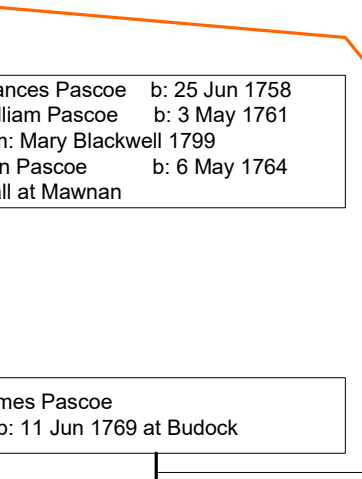 ances Pascoe b: 25 Jun 1758
lliam Pascoe b: 3 May 1761
m: Mary Blackwell 1799
n Pascoe b: 6 May 1764
all at Mawnan
mes Pascoe
b: 11 Jun 1769 at Budock